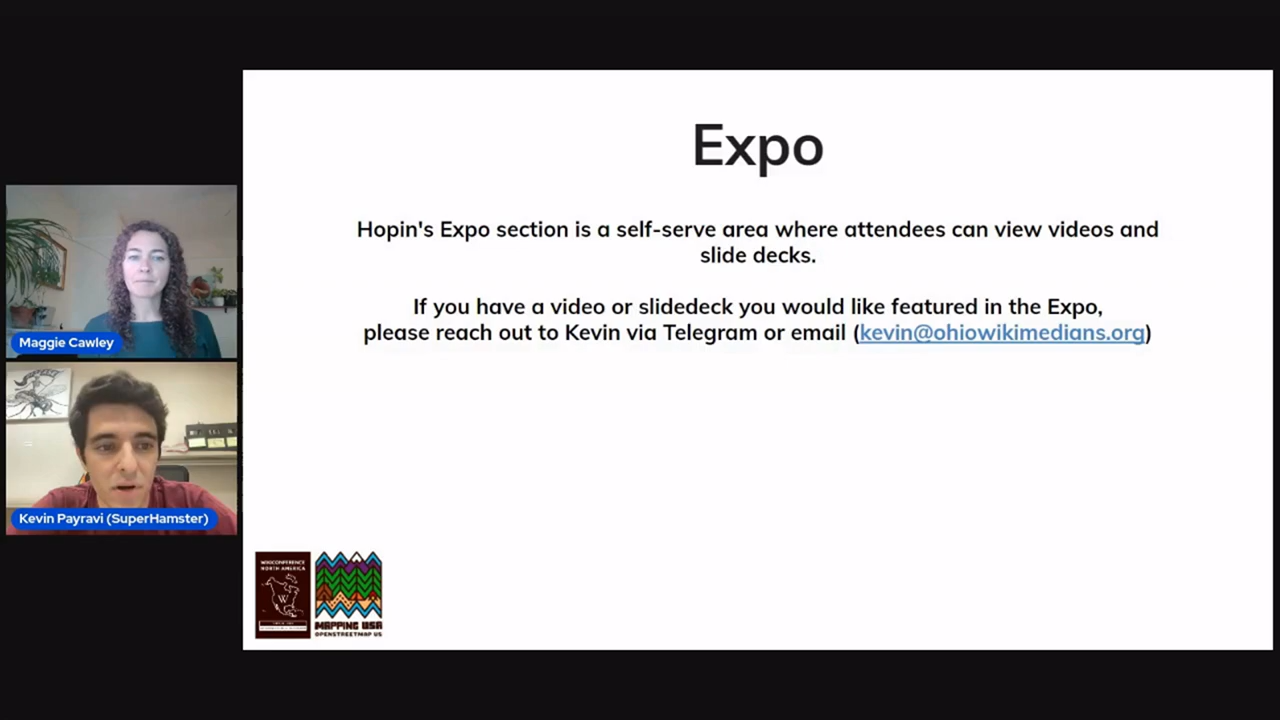 Expo
Hopin's Expo section is a self-serve area where attendees can view videos and
slide decks.
If you have a video or slidedeck you would like featured in the Expo,
please reach out to Kevin via Telegram or email (kevin@ohiowikimedians.org)
Maggie Cawley
Kevin Payravi (SuperHamster)
WIKICONFERENCE
NORTH AMERICA
W
MAPPING USA
OPENSTREETMAP US